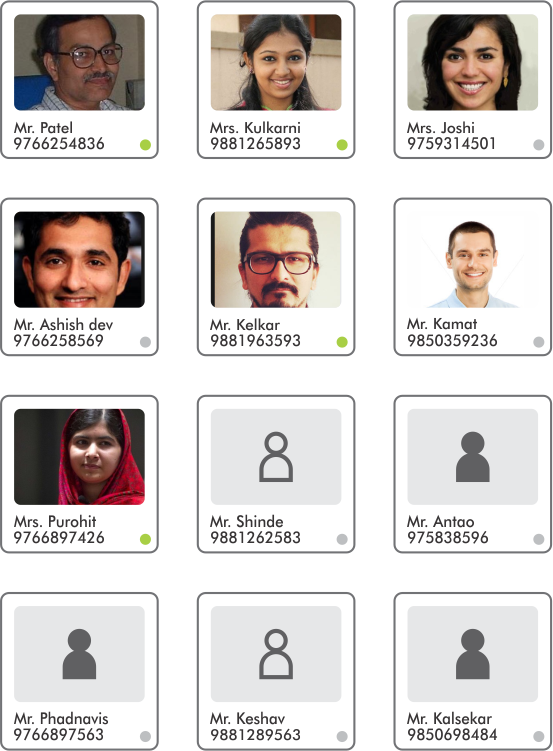 Mr. Patel
9766254836
Mrs. Kulkarni
9881265893
Mrs. Joshi
9759314501
Mr. Ashish dev
9766258569
Mr. Kelkar
9881963593
Mr. Kamat
9850359236
Mrs. Purohit
9766897426
Mr. Shinde
9881262583
Mr. Antao
975838596
Mr. Phadnavis
9766897563
Mr. Keshav
9881289563
Mr. Kalsekar
9850698484